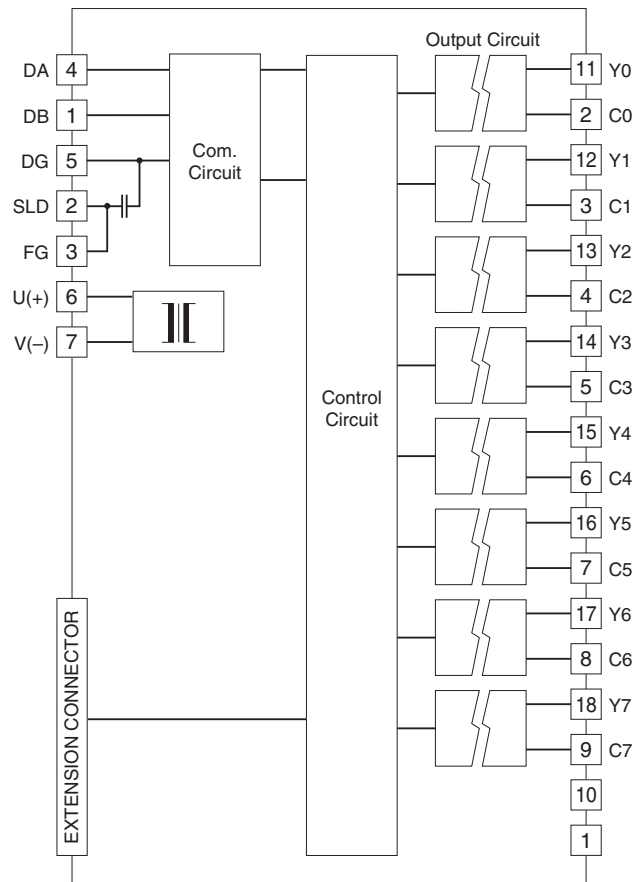 Output Circuit
DA 4
DB 1
DG 5
SLD 2
FG 3
U(+) 6
V(–) 7
Com.
Circuit
Control
Circuit
EXTENSION CONNECTOR
11 Y0
2 C0
12 Y1
3 C1
13 Y2
4 C2
14 Y3
5 C3
15 Y4
6 C4
16 Y5
7 C5
17 Y6
8 C6
18 Y7
9 C7
10
1